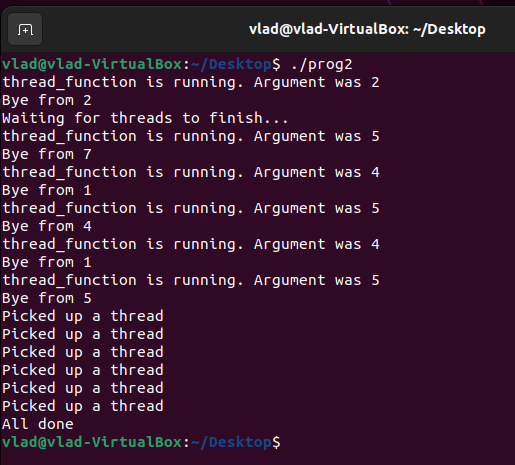 vlad@vlad-VirtualBox: ~/Desktop
vlad@vlad-VirtualBox:~/Desktop$ ./prog2
thread_function is running. Argument was 2
Bye from 2
Waiting for threads to finish...
thread_function is running. Argument was 5
Bye from 7
thread_function is running. Argument was 4
Bye from 1
thread_function is running. Argument was 5
Bye from 4
thread_function is running. Argument was 4
Bye from 1
thread_function is running. Argument was 5
Bye from 5
Picked up a thread
Picked up a thread
Picked up a thread
Picked up a thread
Picked up a thread
Picked up a thread
All done
vlad@vlad-VirtualBox:~/Desktop$